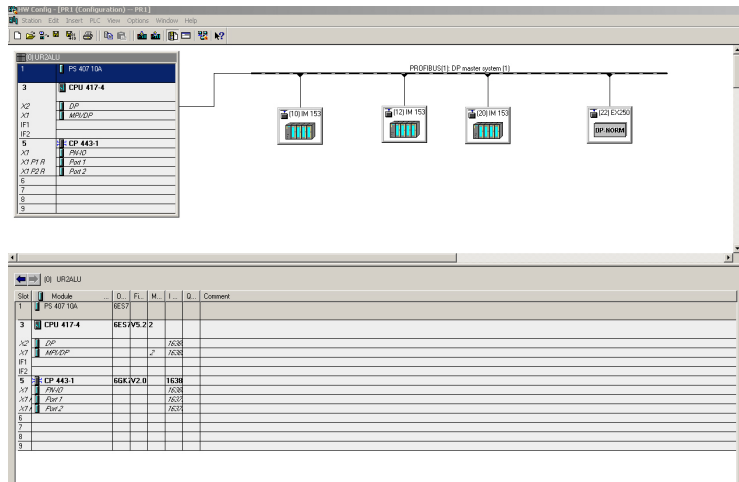 HW Config - [PR1 (Configuration) -- PR1]
Station Edit Insert PLC View Options Window Help
(0) UR2ALU
1 PS 407 10A
3 CPU 417-4
X2 DP
X1 MPI/DP
IF1
IF2
5 CP 443-1
X1 PN-IO
X1 P1 R Port 1
X1 P2 R Port 2
6
7
8
9
PROFIBUS(1): DP master system (1)
(10) IM 153
(12) IM 153
(20) IM 153
(22) EX250
DP-NORM
(0) UR2ALU
Slot Module ... O... Fi... M... I ... Q... Comment
1 PS 407 10A 6ES7
3 CPU 417-4 6ES7 V5.2 2
X2 DP 1638
X1 MPI/DP 2 1638
IF1
IF2
5 CP 443-1 6GK7 V2.0 1638
X1 PN-IO 1638
X1 Port 1 1637
X1 Port 2 1637
6
7
8
9